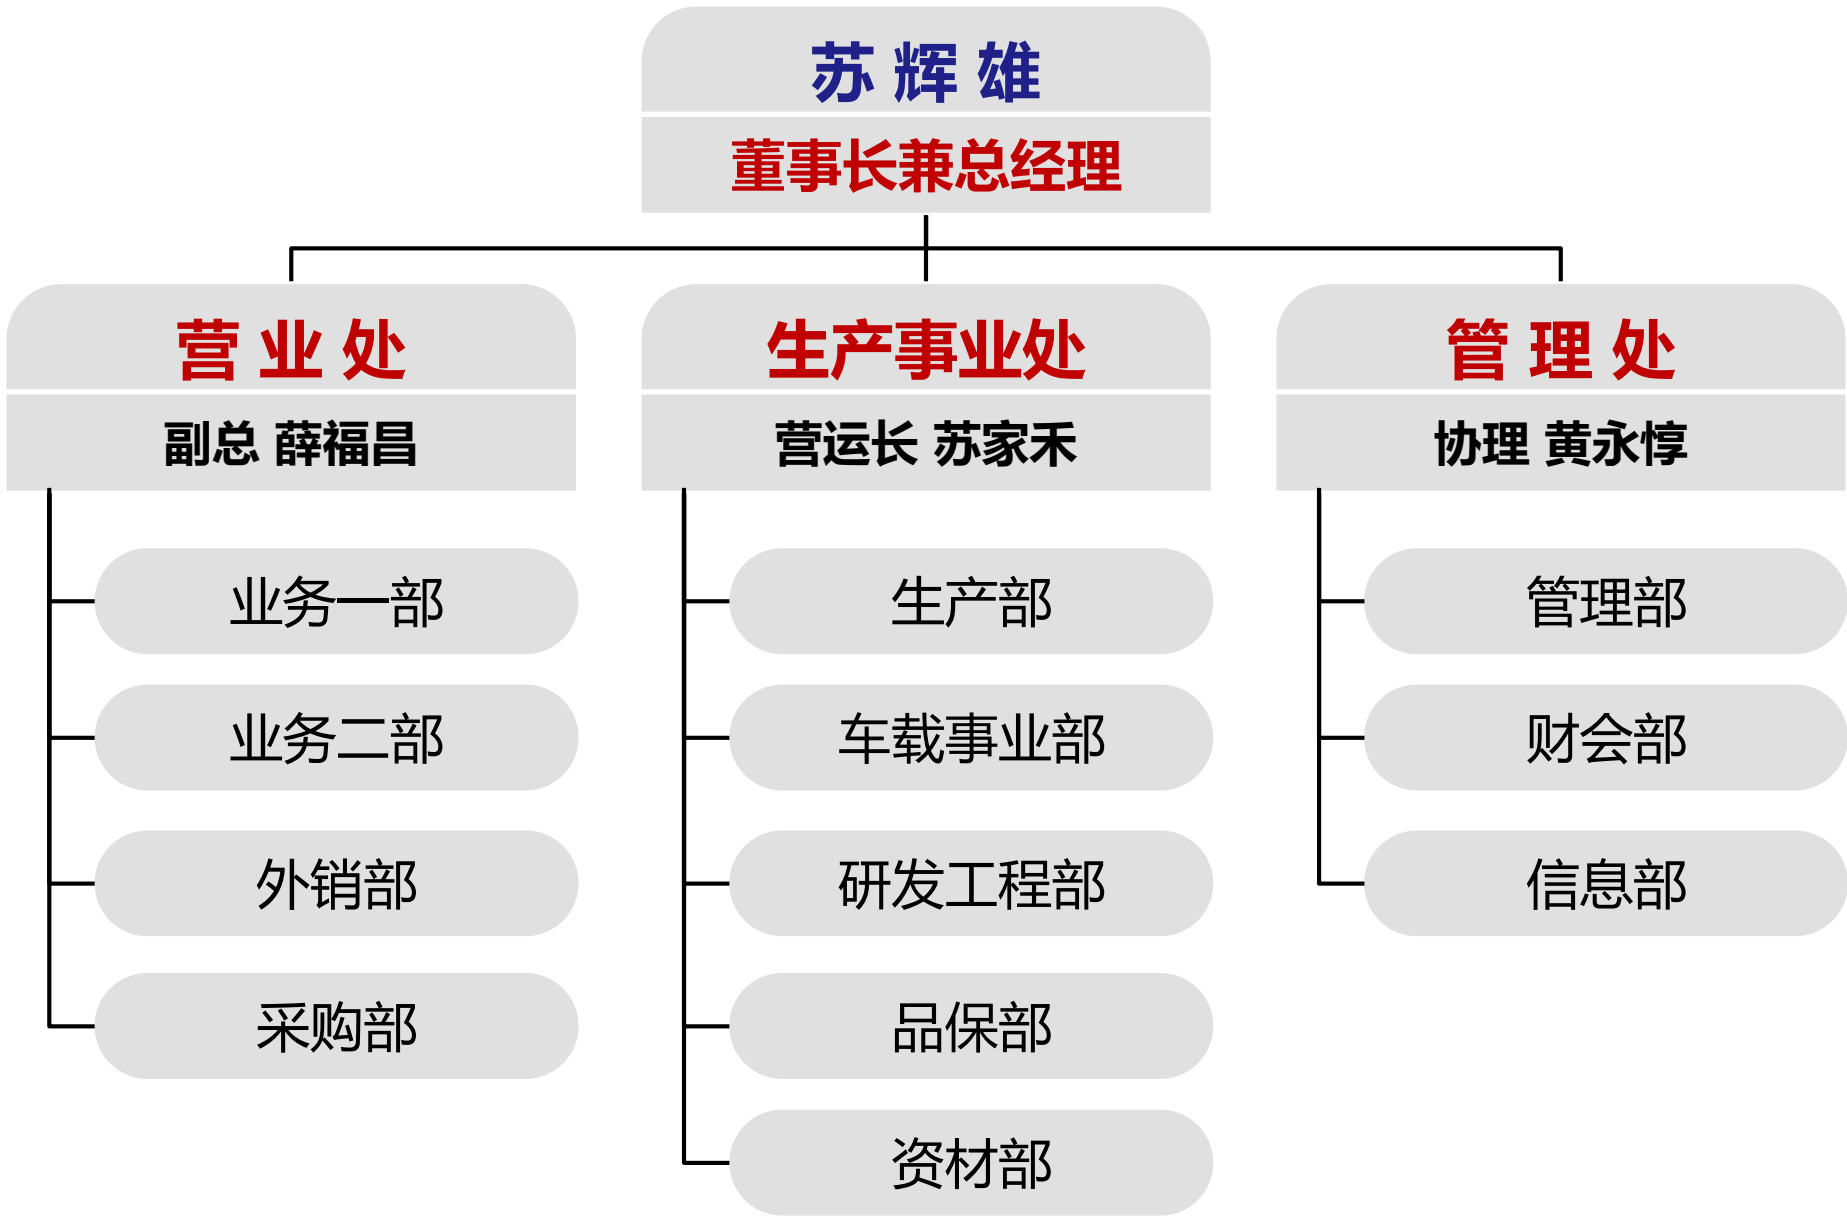 苏 辉 雄
董事长兼总经理
营 业 处
副总 薛福昌
业务一部
业务二部
外销部
采购部
生产事业处
营运长 苏家禾
生产部
车载事业部
研发工程部
品保部
资材部
管 理 处
协理 黄永惇
管理部
财会部
信息部